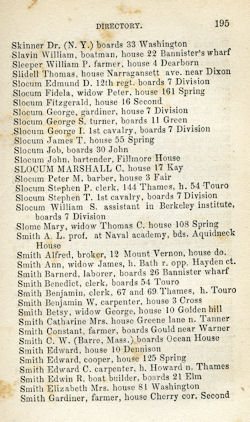 DIRECTORY. 195
Skinner Dr. (N. Y.) boards 33 Washington
Slavin William, boatman, house 22 Bannister's wharf
Sleeper William P. farmer, house 4 Dearborn
Slidell Thomas, house Narragansett ave. near Dixon
Slocum Edmund D. 12th regt. boards 7 Division
Slocum Fidela, widow Peter, house 161 Spring
Slocum Fitzgerald, house 16 Second
Slocum George, gardiner, house 7 Division
Slocum George S. turner, boards 11 Green
Slocum George I. 1st cavalry, boards 7 Division
Slocum James T. house 55 Spring
Slocum Job, boards 30 John
Slocum John, bartender, Fillmore House
SLOCUM MARSHALL C. house 17 Kay
Slocum Peter M. barber, house 3 Fair
Slocum Stephen P. clerk, 144 Thames, h. 54 Touro
Slocum Stephen T. 1st cavalry, boards 7 Division
Slocum William S. assistant in Berkeley institute,
boards 7 Division
Slome Mary, widow Thomas C. house 108 Spring
Smith A. L. prof. at Naval academy, bds. Aquidneck
House
Smith Alfred, broker, 12 Mount Vernon, house do.
Smith Ann, widow James, h. Bath r. opp. Hayden ct.
Smith Barnerd, laborer, boards 26 Bannister wharf
Smith Benedict, clerk, boards 54 Touro
Smith Benjamin, clerk, 67 and 69 Thames, h. Touro
Smith Benjamin W. carpenter, house 3 Cross
Smith Betsy, widow George, house 10 Golden hill
Smith Catharine Mrs. house Greene lane n. Tanner
Smith Constant, farmer, boards Gould near Warner
Smith C. W. (Barre, Mass.) boards Ocean House
Smith Edward, house 10 Dennison
Smith Edward, cooper, house 125 Spring
Smith Edward C. carpenter, h. Howard n. Thames
Smith Edwin R. boat builder, boards 21 Elm
Smith Elizabeth Mrs. house 81 Washington
Smith Gardiner, farmer, house Cherry cor. Second